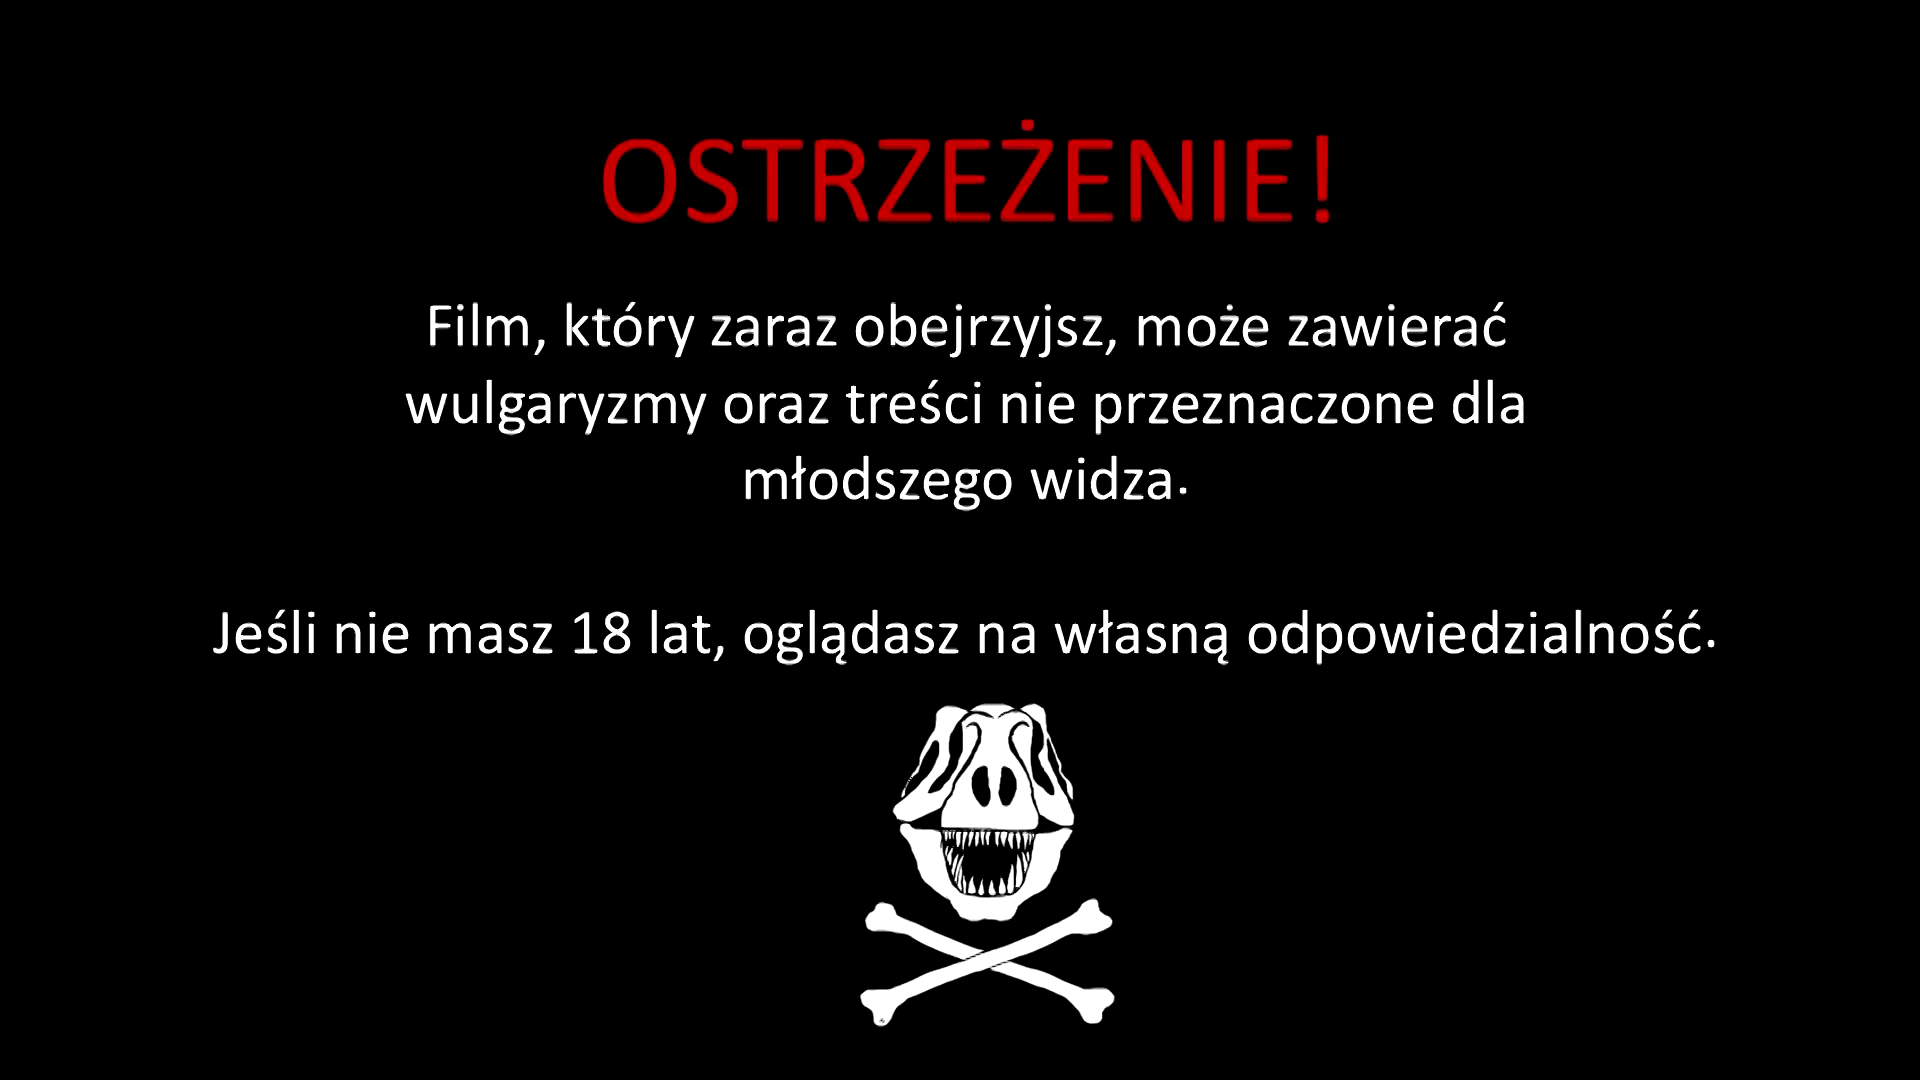 OSTRZEŻENIE!
Film, który zaraz obejrzyjsz, może zawierać
wulgaryzmy oraz treści nie przeznaczone dla
młodszego widza.
Jeśli nie masz 18 lat, oglądasz na własną odpowiedzialność.